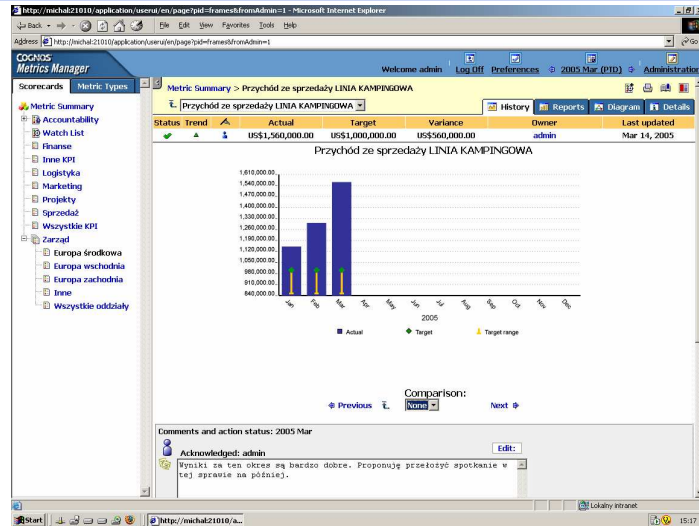 http://michal:21010/application/userui/en/page?pid=frames&fromAdmin=1 - Microsoft Internet Explorer
Back File Edit View Favorites Tools Help
Address http://michal:21010/application/userui/en/page?pid=frames&fromAdmin=1 Go
COGNOS
Metrics Manager
Welcome admin Log Off Preferences 2005 Mar (PTD) Administration
Scorecards Metric Types
Metric Summary > Przychód ze sprzedaży LINIA KAMPINGOWA
Metric Summary
Accountability
Watch List
Finanse
Inne KPI
Logistyka
Marketing
Projekty
Sprzedaż
Wszystkie KPI
Zarząd
Europa środkowa
Europa wschodnia
Europa zachodnia
Inne
Wszystkie oddziały
Przychód ze sprzedaży LINIA KAMPINGOWA
History Reports Diagram Details
Status Trend Actual Target Variance Owner Last updated
US$1,560,000.00 US$1,000,000.00 US$560,000.00 admin Mar 14, 2005
Przychód ze sprzedaży LINIA KAMPINGOWA
1,610,000.00
1,540,000.00
1,470,000.00
1,400,000.00
1,330,000.00
1,260,000.00
1,190,000.00
1,120,000.00
1,050,000.00
980,000.00
910,000.00
840,000.00
Jan Feb Mar Apr May Jun Jul Aug Sep Oct Nov Dec
2005
Actual Target Target range
Comparison:
Previous None Next
Comments and action status: 2005 Mar
Acknowledged: admin
Edit:
Wyniki za ten okres są bardzo dobre. Proponuję przełożyć spotkanie w
tej sprawie na później.
Lokalny intranet
Start http://michal:21010/a... 15:17